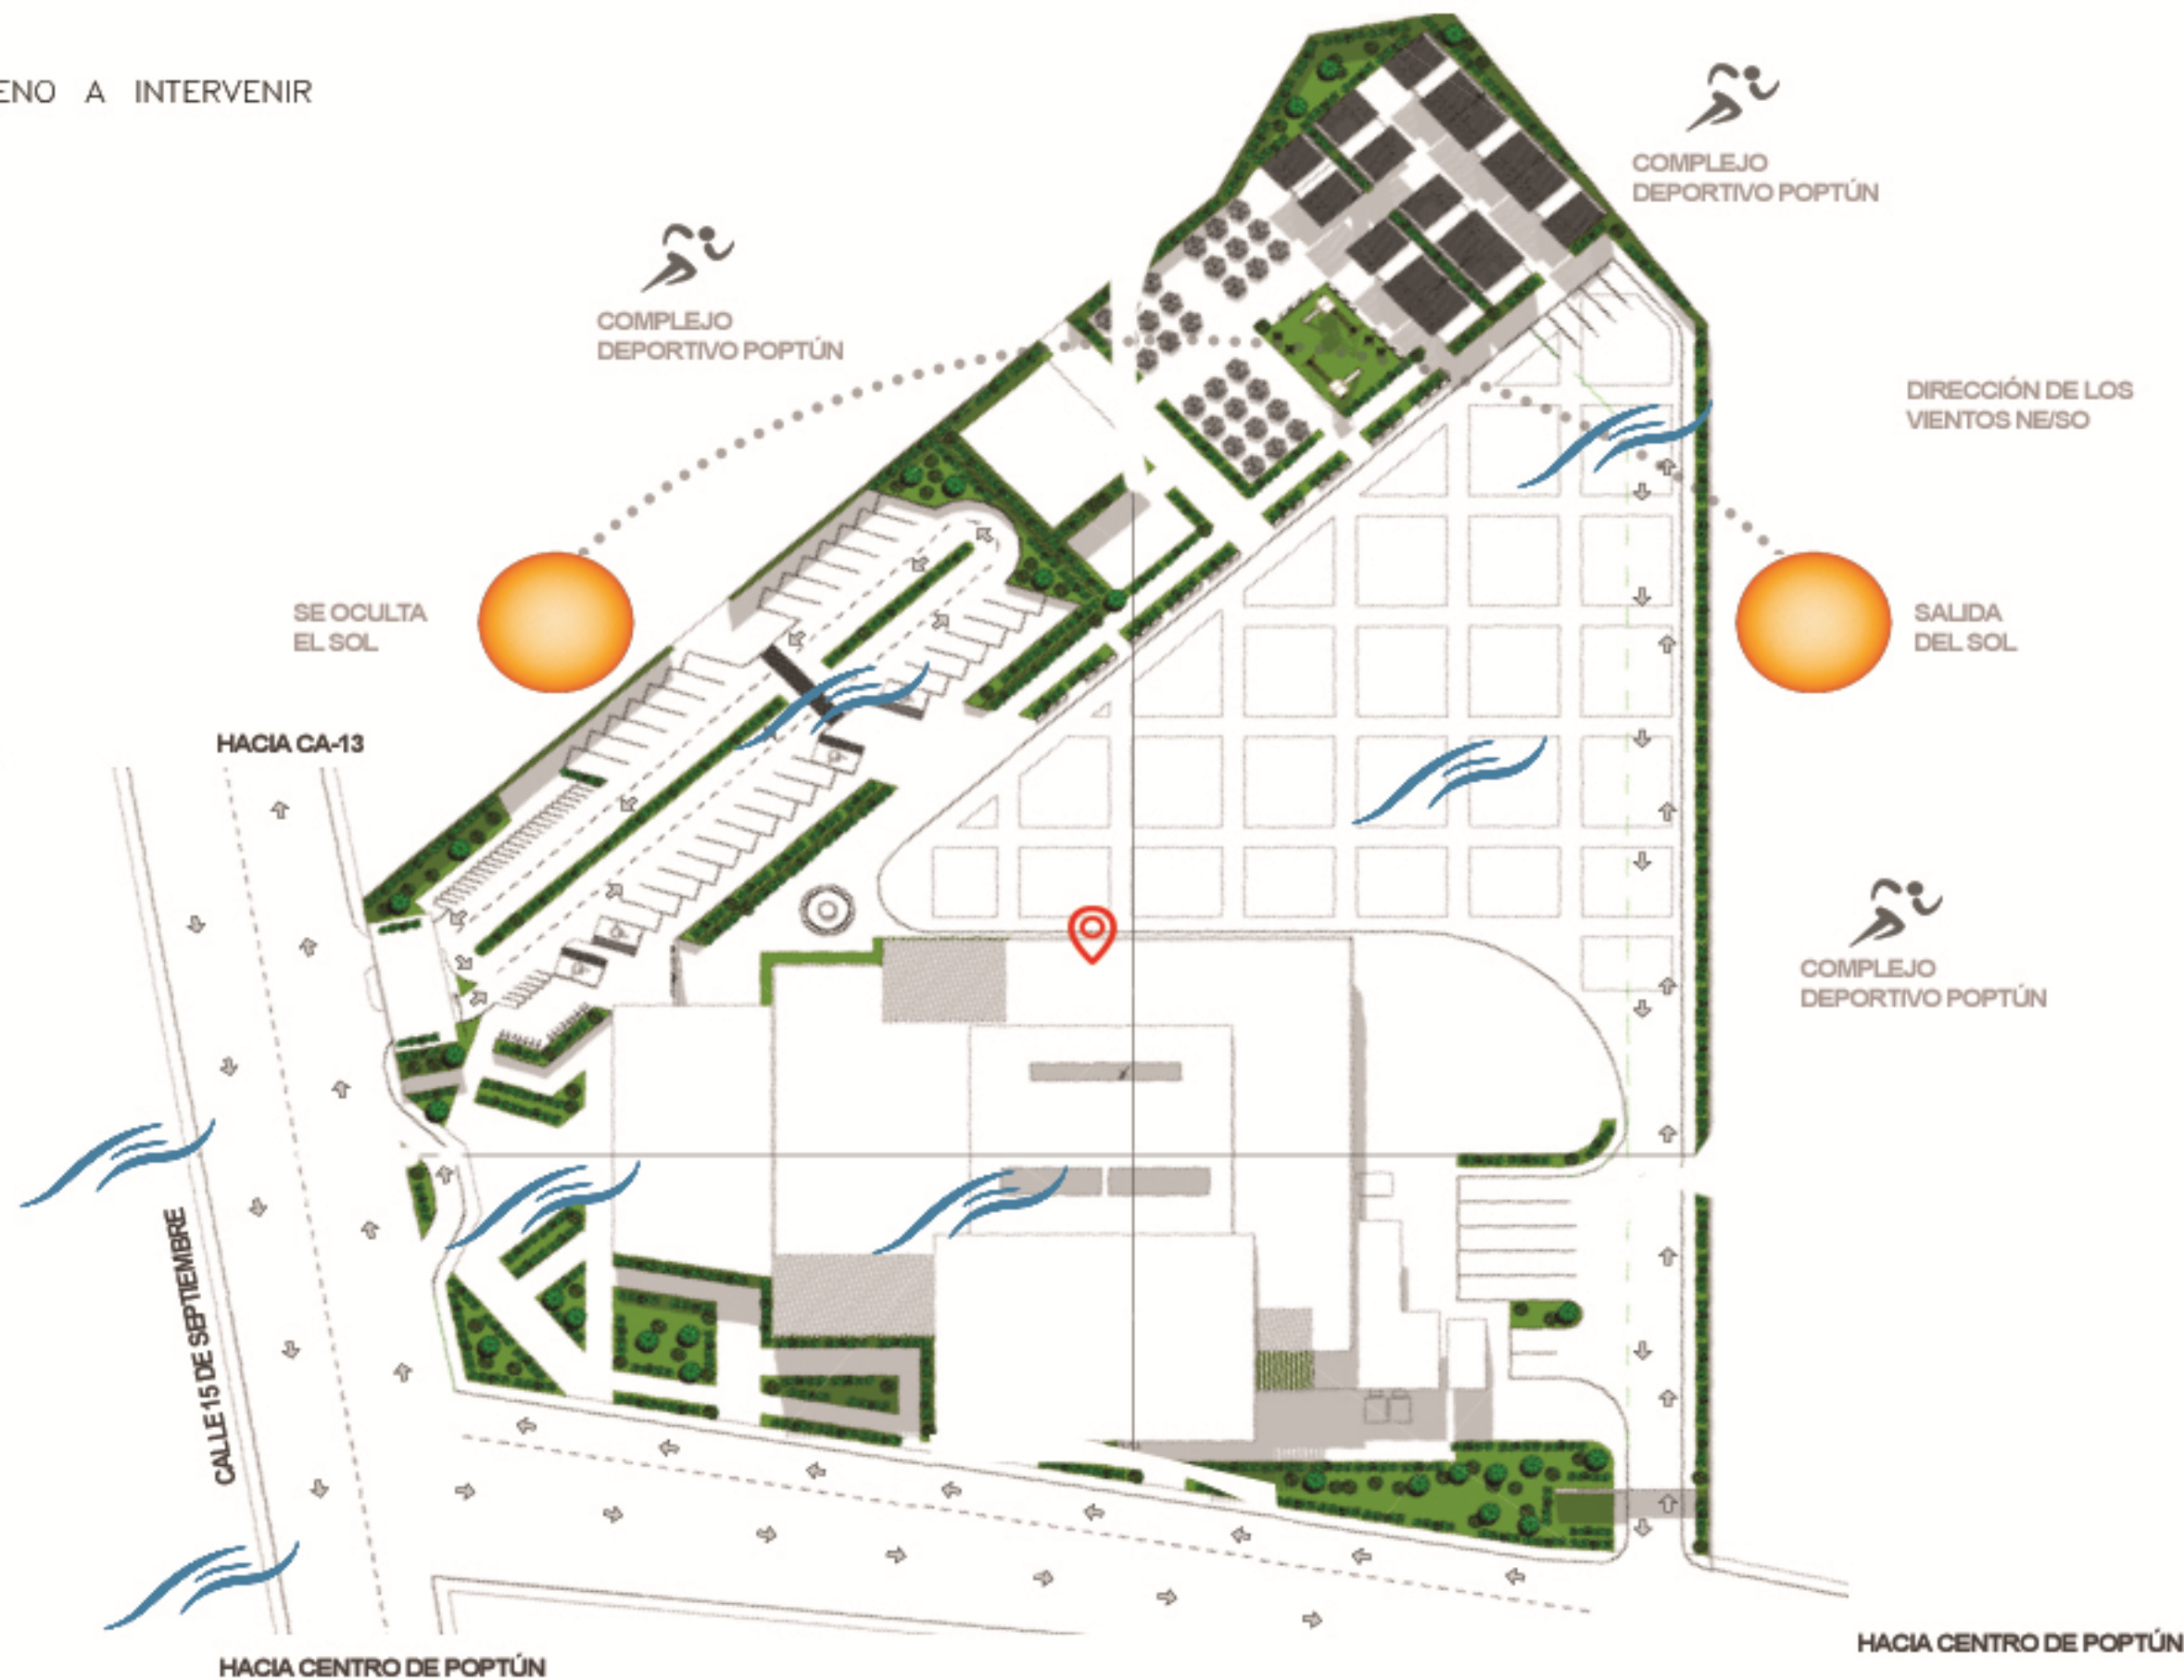 ENO A INTERVENIR
COMPLEJO
DEPORTIVO POPTÚN
COMPLEJO
DEPORTIVO POPTÚN
DIRECCIÓN DE LOS
VIENTOS NE/SO
SE OCULTA
EL SOL
SALIDA
DEL SOL
HACIA CA-13
COMPLEJO
DEPORTIVO POPTÚN
CALLE 15 DE SEPTIEMBRE
HACIA CENTRO DE POPTÚN
HACIA CENTRO DE POPTÚN